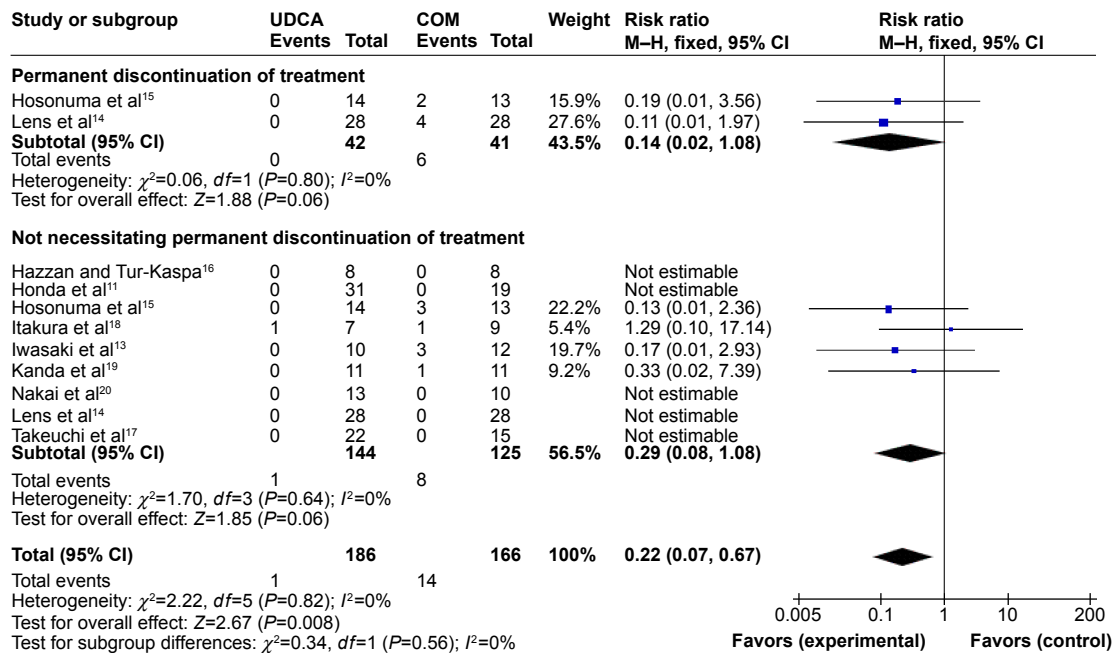 Study or subgroup UDCA COM Weight Risk ratio Risk ratio
Events Total Events Total M–H, fixed, 95% CI M–H, fixed, 95% CI
Permanent discontinuation of treatment
Hosonuma et al¹⁵ 0 14 2 13 15.9% 0.19 (0.01, 3.56)
Lens et al¹⁴ 0 28 4 28 27.6% 0.11 (0.01, 1.97)
Subtotal (95% CI) 42 41 43.5% 0.14 (0.02, 1.08)
Total events 0 6
Heterogeneity: χ²=0.06, df=1 (P=0.80); I²=0%
Test for overall effect: Z=1.88 (P=0.06)
Not necessitating permanent discontinuation of treatment
Hazzan and Tur-Kaspa¹⁶ 0 8 0 8 Not estimable
Honda et al¹¹ 0 31 0 19 Not estimable
Hosonuma et al¹⁵ 0 14 3 13 22.2% 0.13 (0.01, 2.36)
Itakura et al¹⁸ 1 7 1 9 5.4% 1.29 (0.10, 17.14)
Iwasaki et al¹³ 0 10 3 12 19.7% 0.17 (0.01, 2.93)
Kanda et al¹⁹ 0 11 1 11 9.2% 0.33 (0.02, 7.39)
Nakai et al²⁰ 0 13 0 10 Not estimable
Lens et al¹⁴ 0 28 0 28 Not estimable
Takeuchi et al¹⁷ 0 22 0 15 Not estimable
Subtotal (95% CI) 144 125 56.5% 0.29 (0.08, 1.08)
Total events 1 8
Heterogeneity: χ²=1.70, df=3 (P=0.64); I²=0%
Test for overall effect: Z=1.85 (P=0.06)
Total (95% CI) 186 166 100% 0.22 (0.07, 0.67)
Total events 1 14
Heterogeneity: χ²=2.22, df=5 (P=0.82); I²=0%
Test for overall effect: Z=2.67 (P=0.008)
Test for subgroup differences: χ²=0.34, df=1 (P=0.56); I²=0%
0.005 0.1 1 10 200
Favors (experimental) Favors (control)